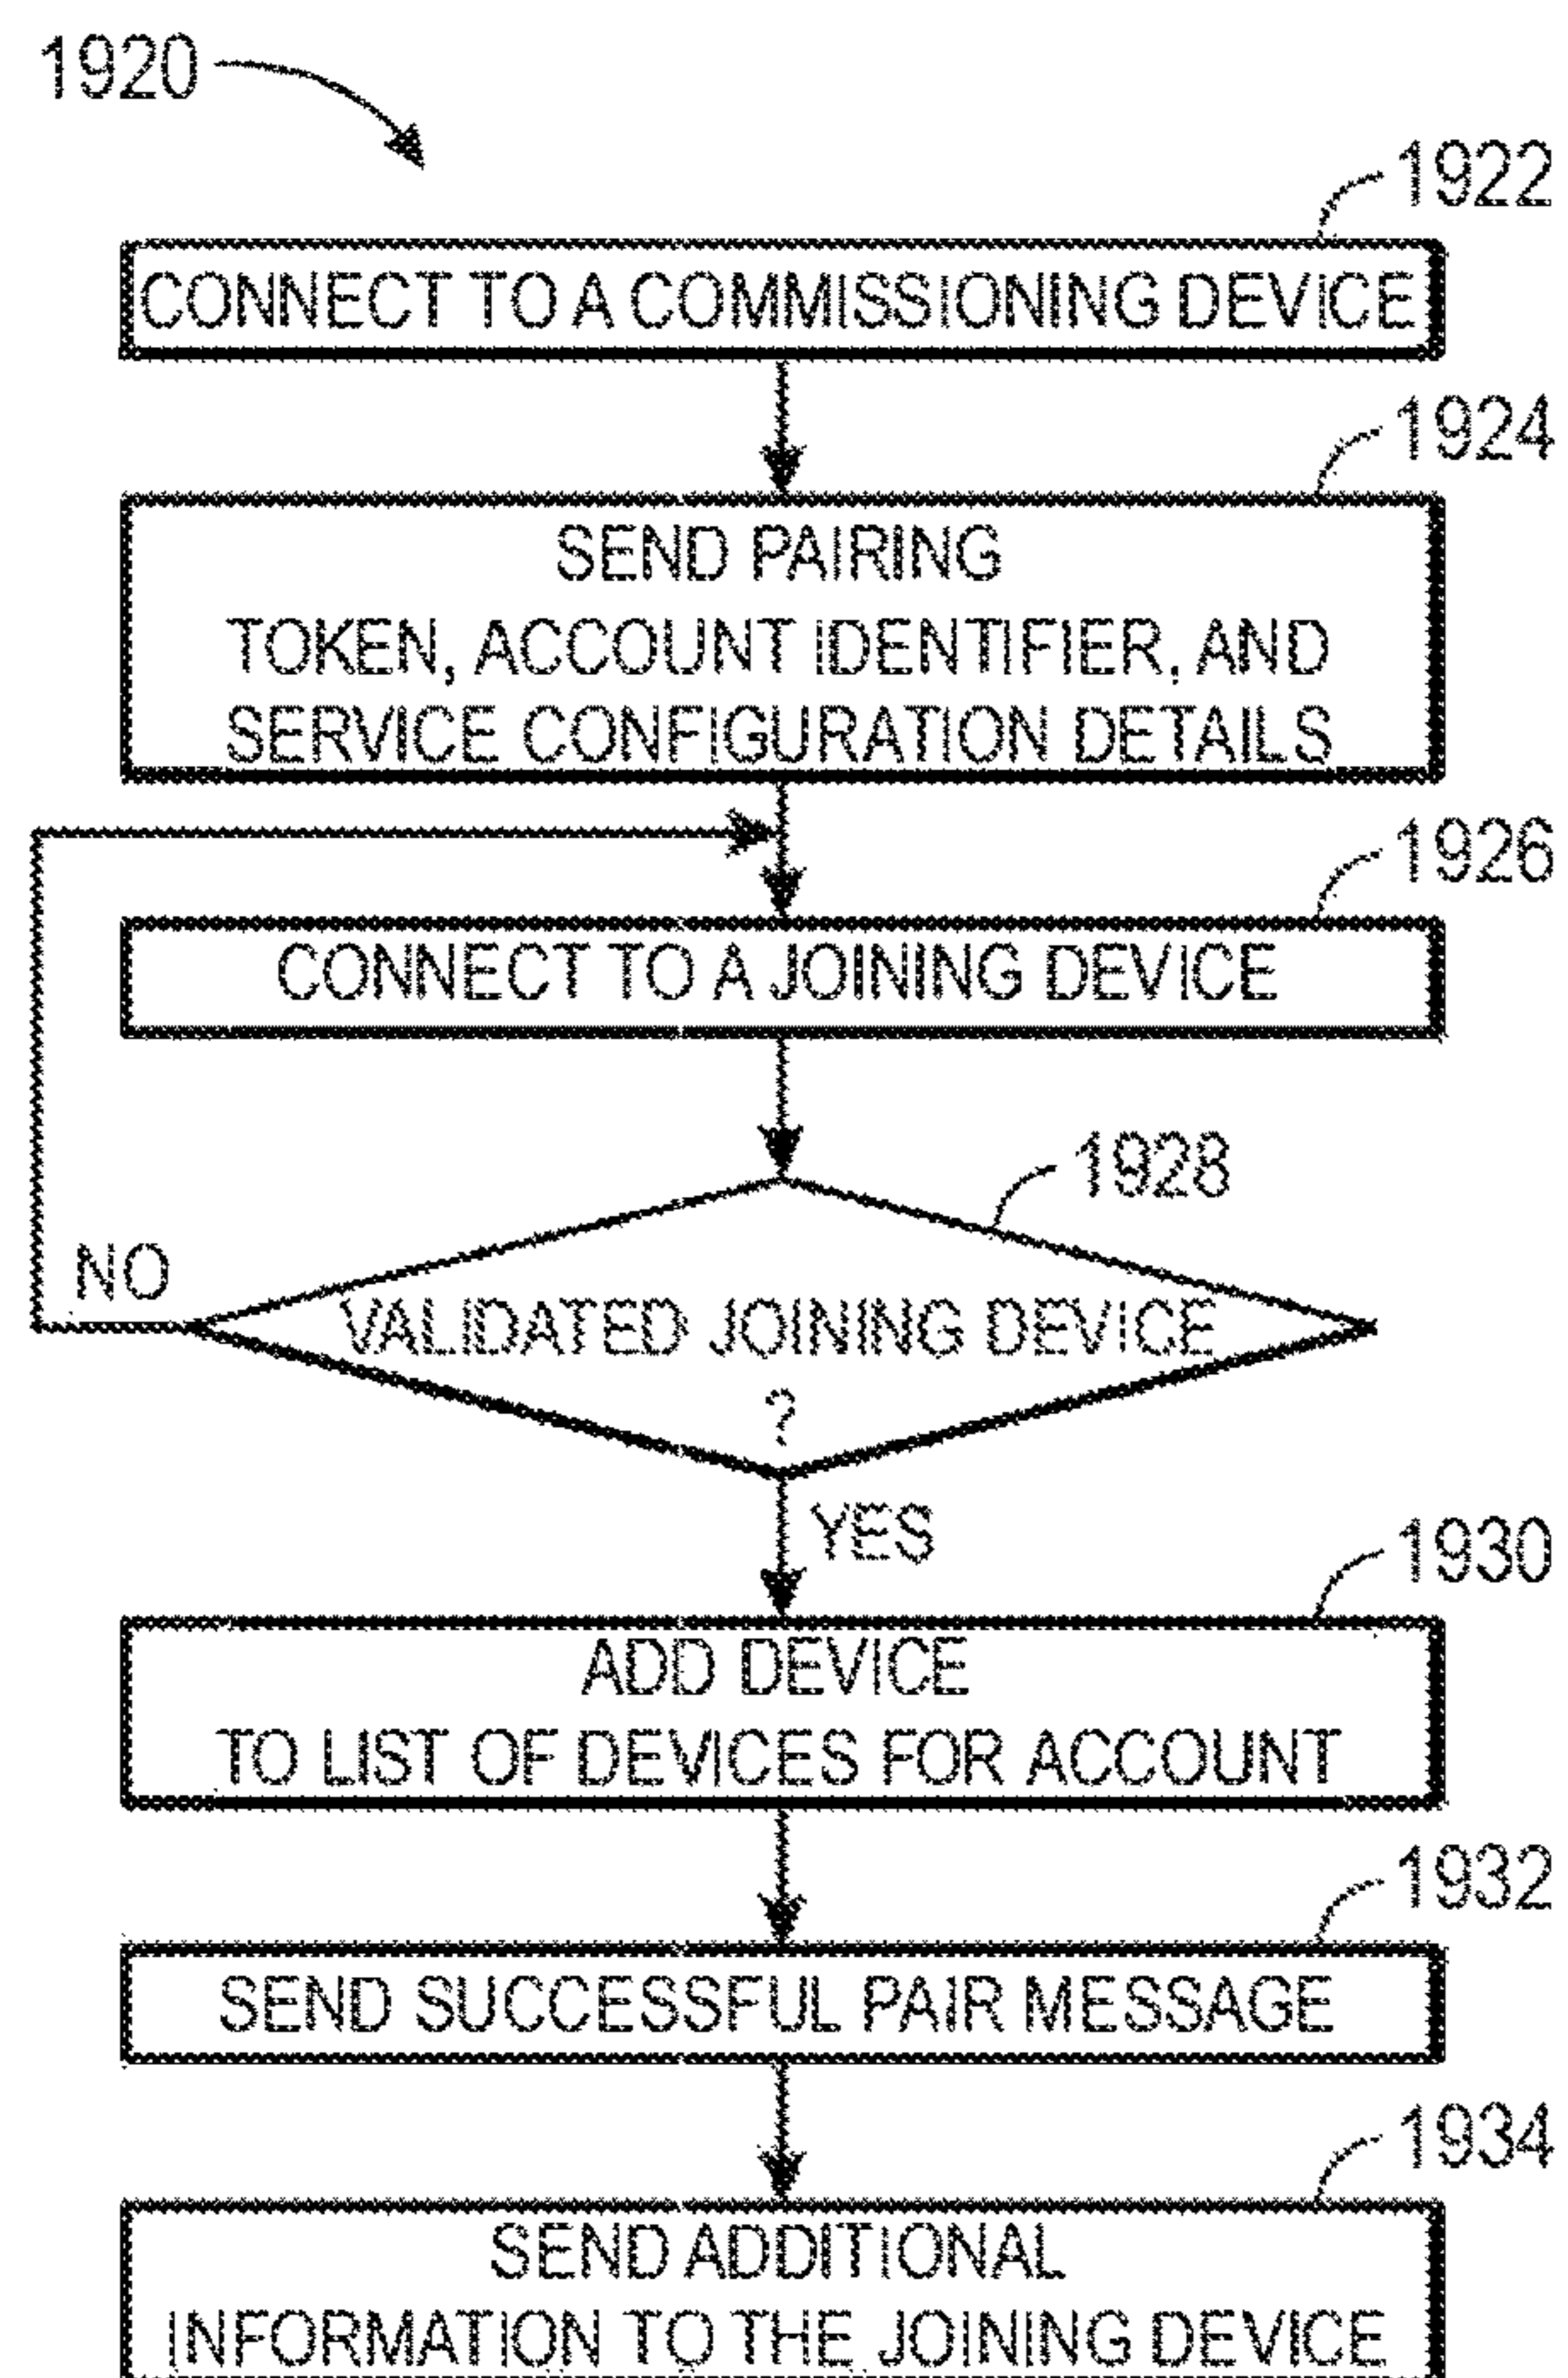 1920
1922
CONNECT TO A COMMISSIONING DEVICE
1924
SEND PAIRING
TOKEN, ACCOUNT IDENTIFIER, AND
SERVICE CONFIGURATION DETAILS
1926
CONNECT TO A JOINING DEVICE
1928
NO
VALIDATED JOINING DEVICE
?
YES
1930
ADD DEVICE
TO LIST OF DEVICES FOR ACCOUNT
1932
SEND SUCCESSFUL PAIR MESSAGE
1934
SEND ADDITIONAL
INFORMATION TO THE JOINING DEVICE